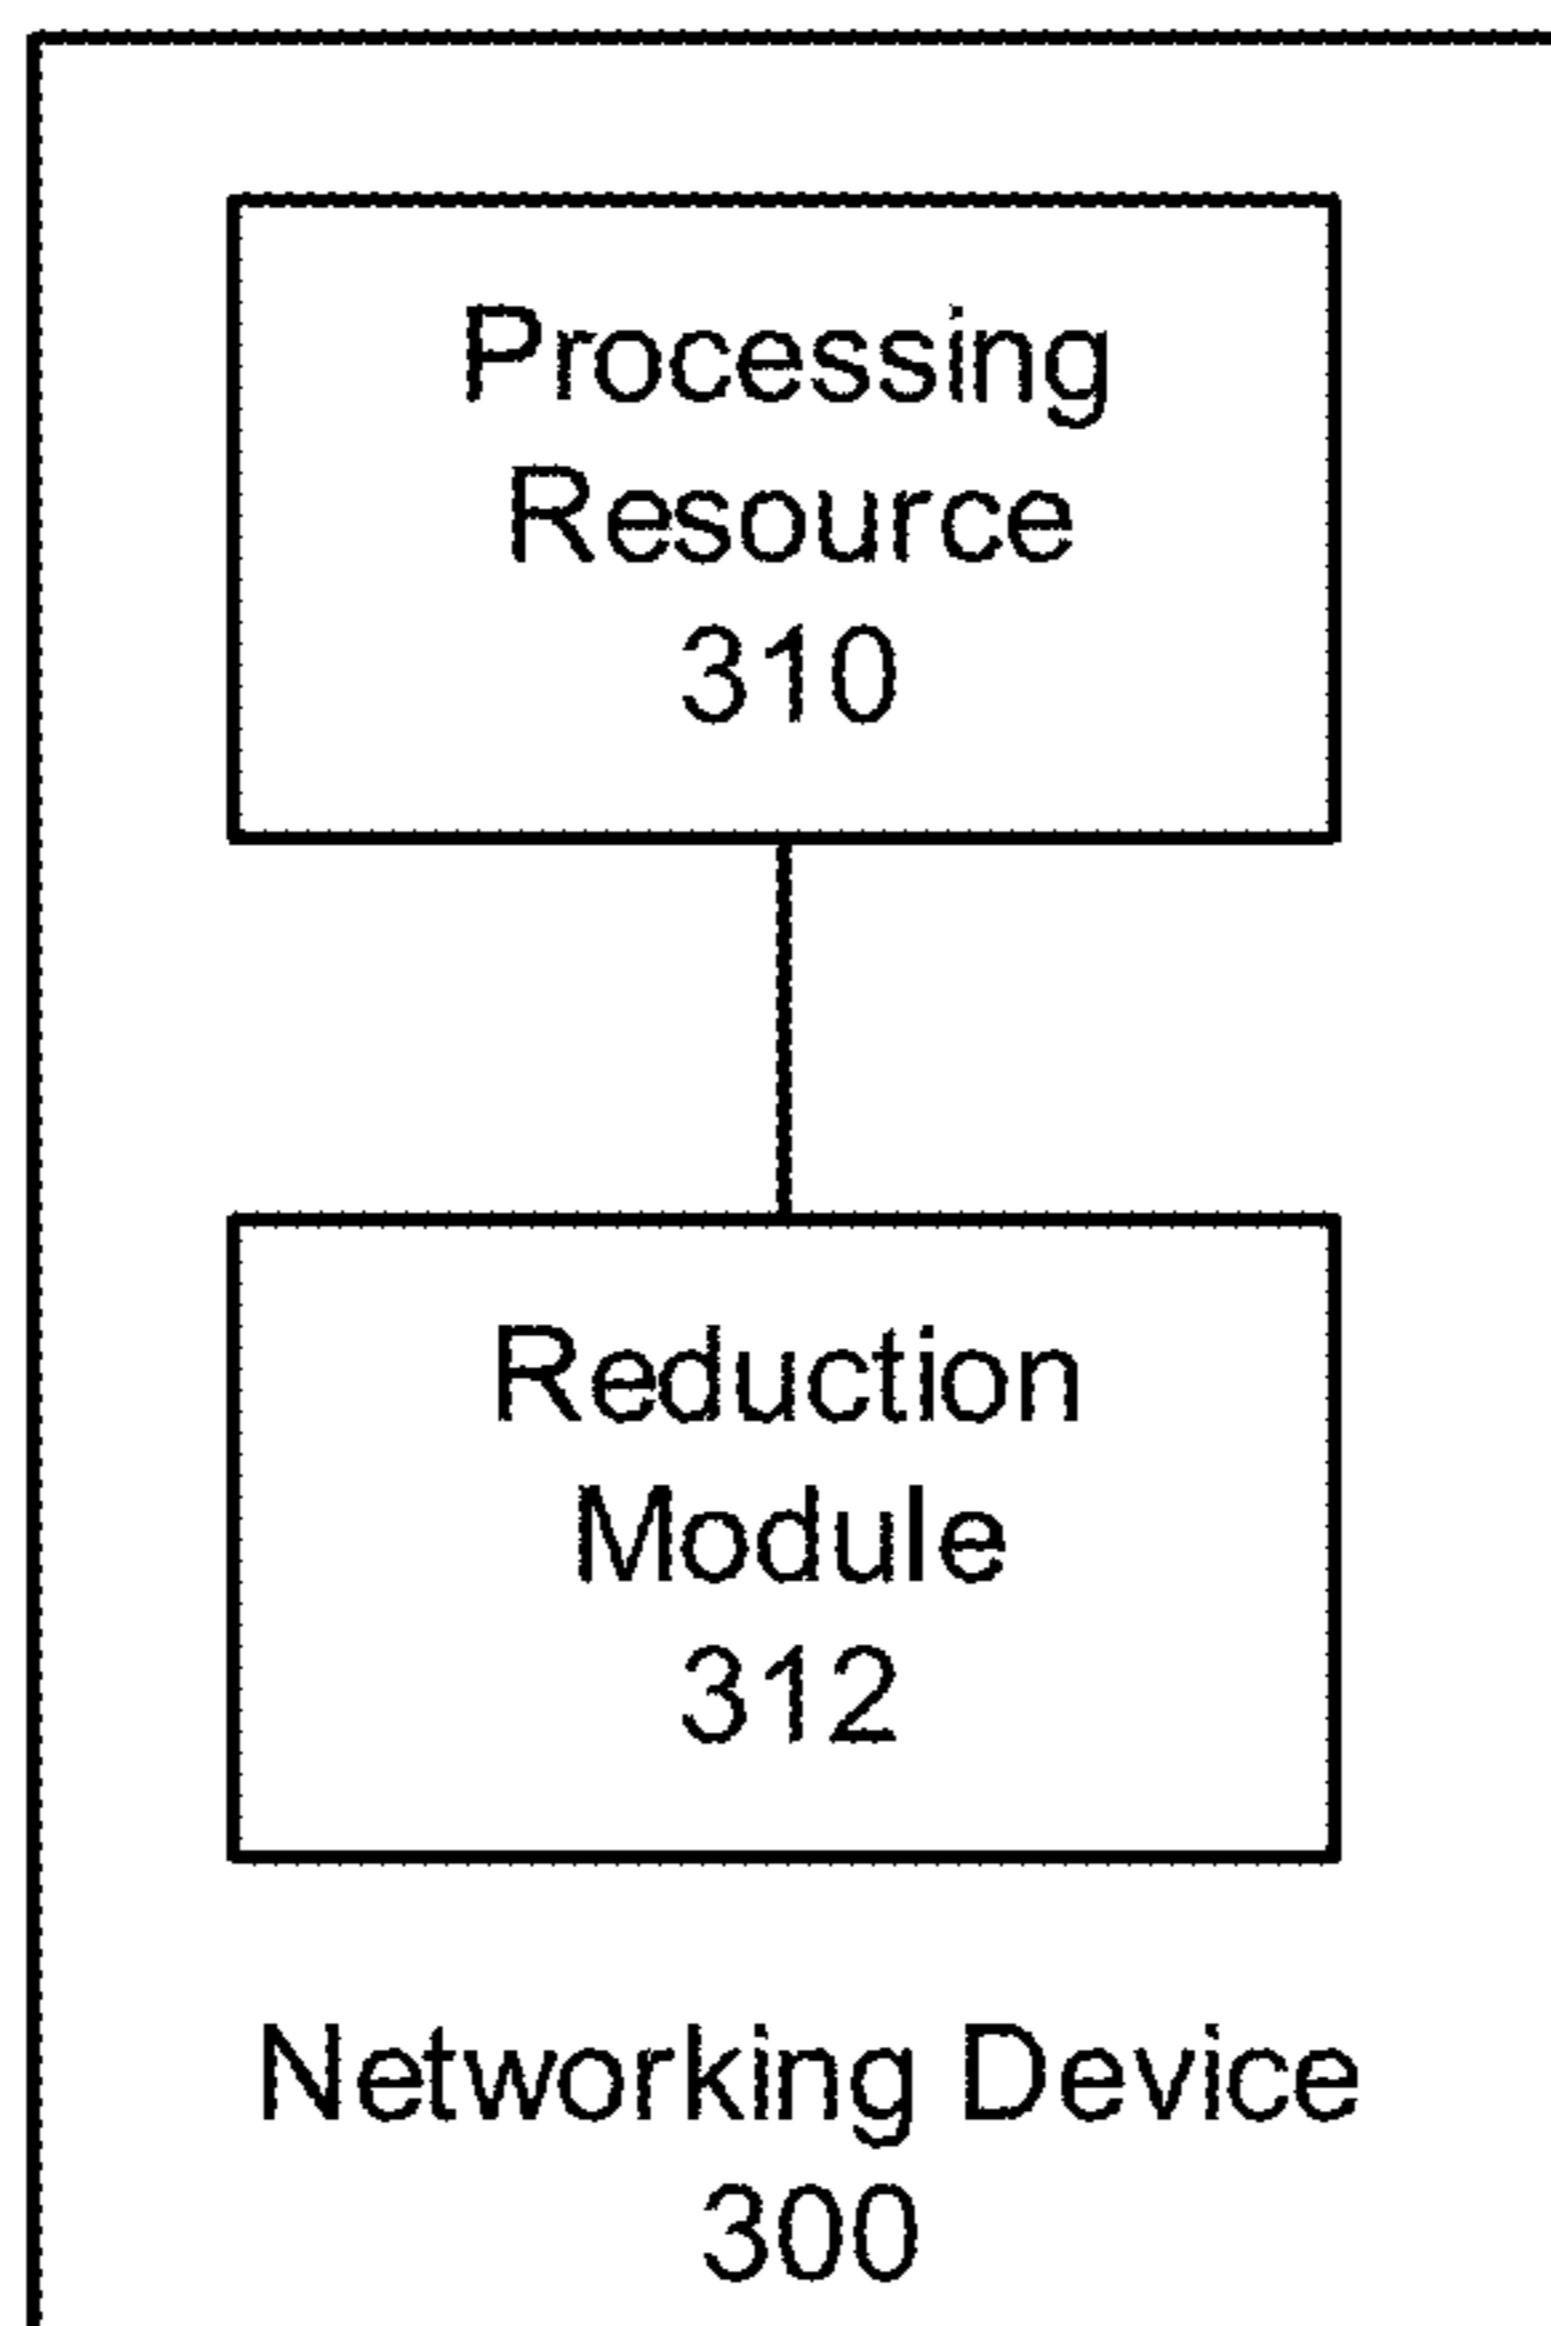 Processing
Resource
310
Reduction
Module
312
Networking Device
300